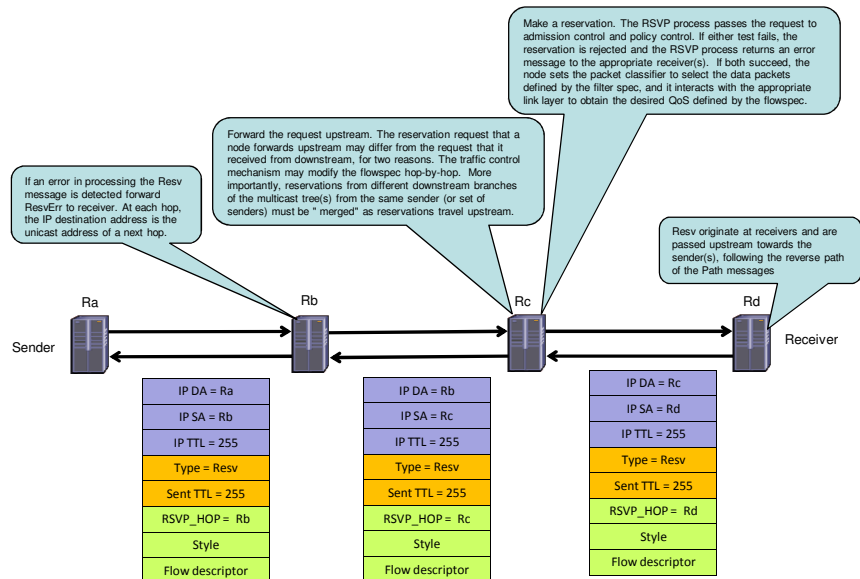 Make a reservation. The RSVP process passes the request to
admission control and policy control. If either test fails, the
reservation is rejected and the RSVP process returns an error
message to the appropriate receiver(s). If both succeed, the
node sets the packet classifier to select the data packets
defined by the filter spec, and it interacts with the appropriate
link layer to obtain the desired QoS defined by the flowspec.
Forward the request upstream. The reservation request that a
node forwards upstream may differ from the request that it
received from downstream, for two reasons. The traffic control
mechanism may modify the flowspec hop-by-hop. More
importantly, reservations from different downstream branches
of the multicast tree(s) from the same sender (or set of
senders) must be " merged" as reservations travel upstream.
If an error in processing the Resv
message is detected forward
ResvErr to receiver. At each hop,
the IP destination address is the
unicast address of a next hop.
Resv originate at receivers and are
passed upstream towards the
sender(s), following the reverse path
of the Path messages
Ra
Rb
Rc
Rd
Sender
Receiver
IP DA = Ra
IP SA = Rb
IP TTL = 255
Type = Resv
Sent TTL = 255
RSVP_HOP = Rb
Style
Flow descriptor
IP DA = Rb
IP SA = Rc
IP TTL = 255
Type = Resv
Sent TTL = 255
RSVP_HOP = Rc
Style
Flow descriptor
IP DA = Rc
IP SA = Rd
IP TTL = 255
Type = Resv
Sent TTL = 255
RSVP_HOP = Rd
Style
Flow descriptor